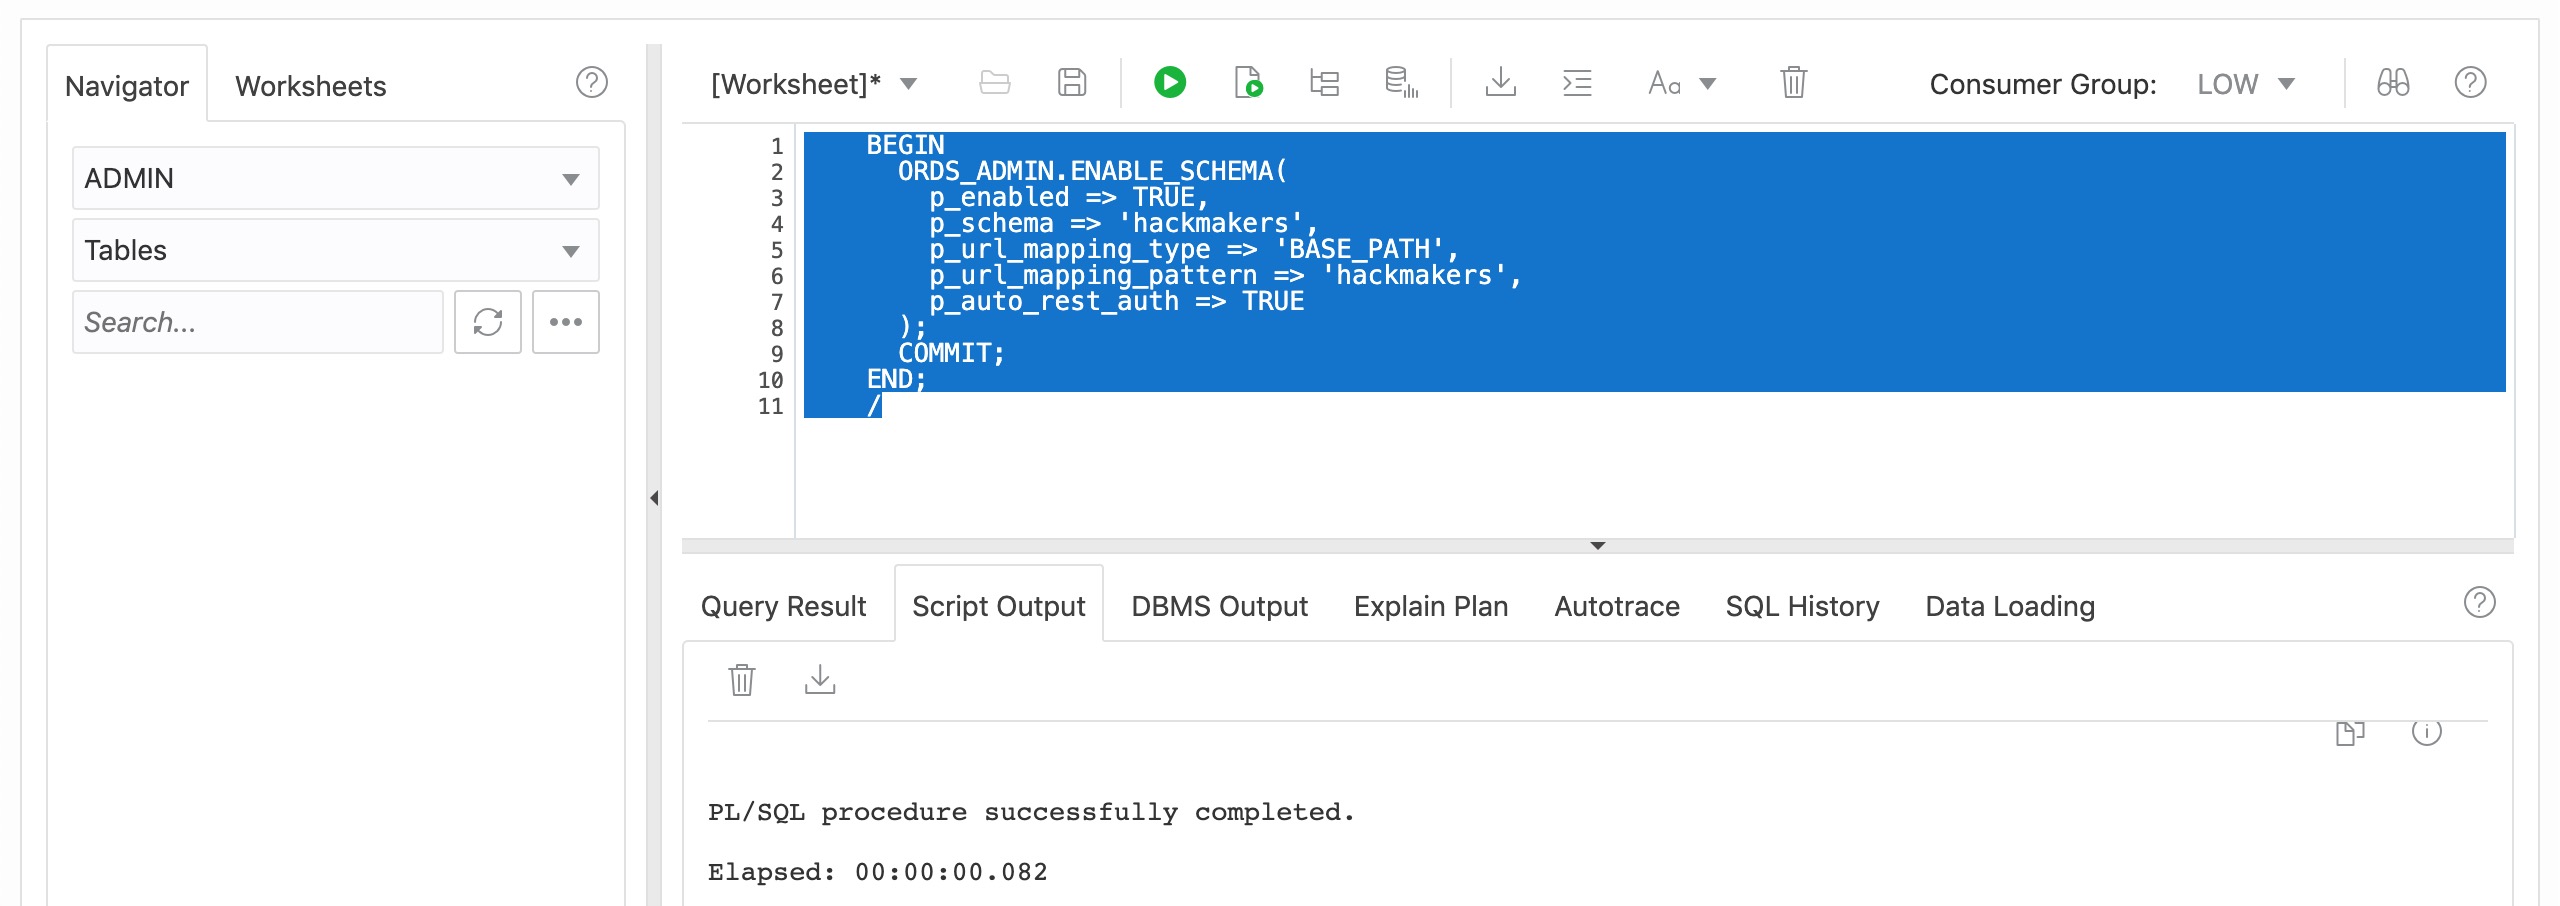 Navigator Worksheets
ADMIN
Tables
Search...
[Worksheet]* Aa Consumer Group: LOW
1 BEGIN
2 ORDS_ADMIN.ENABLE_SCHEMA(
3 p_enabled => TRUE,
4 p_schema => 'hackmakers',
5 p_url_mapping_type => 'BASE_PATH',
6 p_url_mapping_pattern => 'hackmakers',
7 p_auto_rest_auth => TRUE
8 );
9 COMMIT;
10 END;
11 /
Query Result Script Output DBMS Output Explain Plan Autotrace SQL History Data Loading
PL/SQL procedure successfully completed.
Elapsed: 00:00:00.082